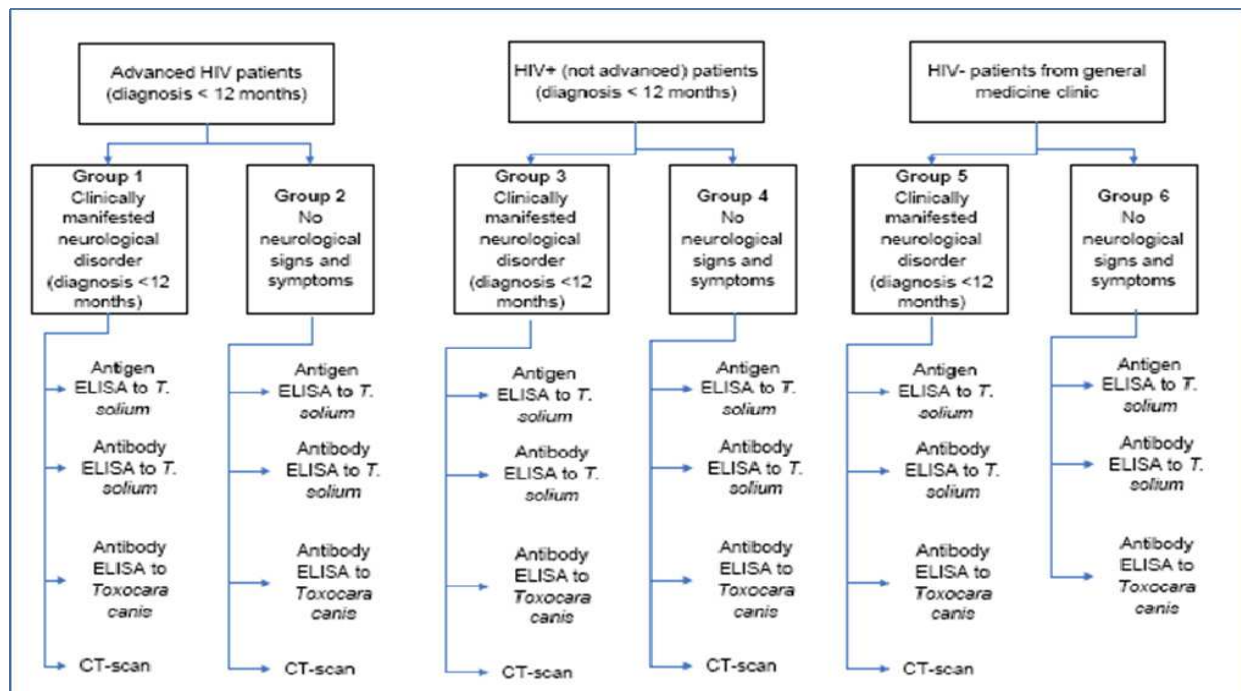 Advanced HIV patients
(diagnosis < 12 months)
HIV+ (not advanced) patients
(diagnosis < 12 months)
HIV- patients from general
medicine clinic
Group 1
Clinically
manifested
neurological
disorder
(diagnosis <12
months)
Group 2
No
neurological
signs and
symptoms
Group 3
Clinically
manifested
neurological
disorder
(diagnosis <12
months)
Group 4
No
neurological
signs and
symptoms
Group 5
Clinically
manifested
neurological
disorder
(diagnosis <12
months)
Group 6
No
neurological
signs and
symptoms
Antigen
ELISA to T.
solium
Antibody
ELISA to T.
solium
Antibody
ELISA to
Toxocara
canis
CT-scan
Antigen
ELISA to T.
solium
Antibody
ELISA to T.
solium
Antibody
ELISA to
Toxocara
canis
CT-scan
Antigen
ELISA to T.
solium
Antibody
ELISA to T.
solium
Antibody
ELISA to
Toxocara
canis
CT-scan
Antigen
ELISA to T.
solium
Antibody
ELISA to T.
solium
Antibody
ELISA to
Toxocara
canis
CT-scan
Antigen
ELISA to T.
solium
Antibody
ELISA to T.
solium
Antibody
ELISA to
Toxocara
canis
CT-scan
Antigen
ELISA to T.
solium
Antibody
ELISA to T.
solium
Antibody
ELISA to
Toxocara
canis